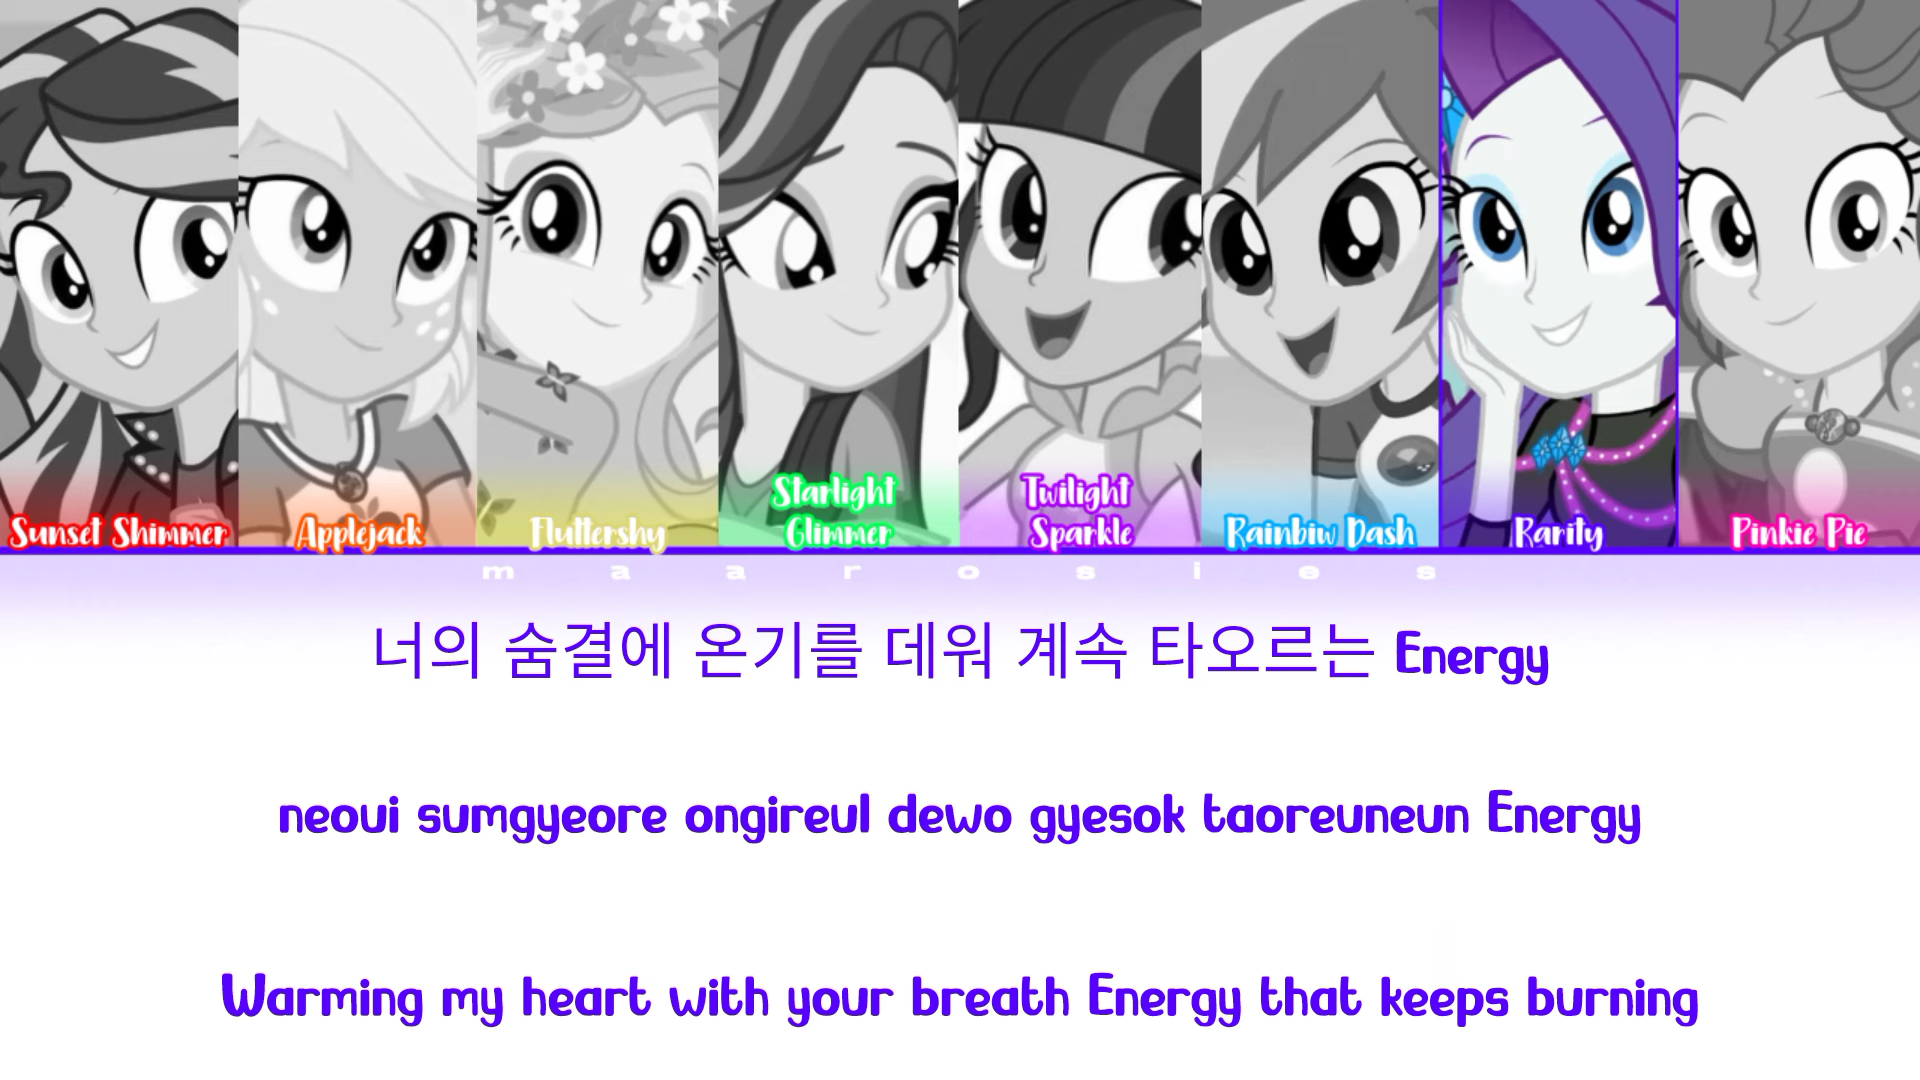 Sunset Shimmer
Applejack
Fluttershy
Starlight
Glimmer
Twilight
Sparkle
Rainbiw Dash
Rarity
Pinkie Pie
maarosies
너의 숨결에 온기를 데워 계속 타오르는 Energy
neoui sumgyeore ongireul dewo gyesok taoreuneun Energy
Warming my heart with your breath Energy that keeps burning